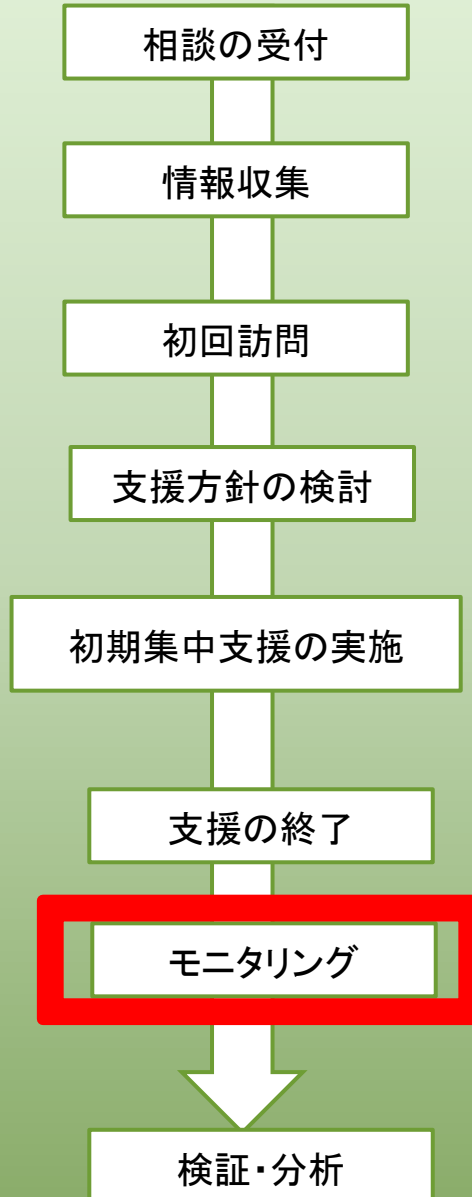 相談の受付
情報収集
初回訪問
支援方針の検討
初期集中支援の実施
支援の終了
モニタリング
検証・分析